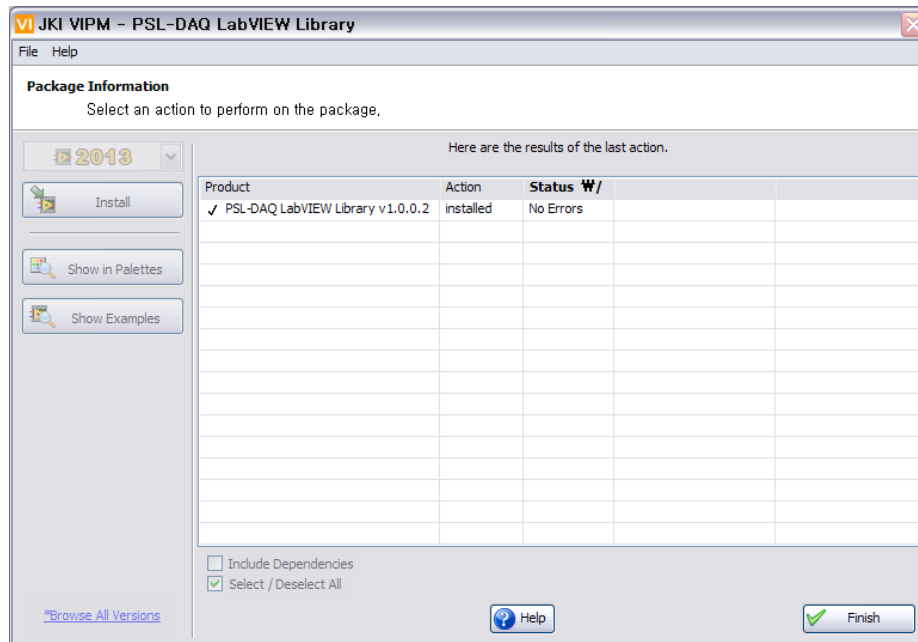 VI JKI VIPM - PSL-DAQ LabVIEW Library
File Help
Package Information
Select an action to perform on the package,
2013
Install
Show in Palettes
Show Examples
*Browse All Versions
Here are the results of the last action.
Product Action Status ₩/
PSL-DAQ LabVIEW Library v1.0.0.2 installed No Errors
Include Dependencies
Select / Deselect All
Help Finish